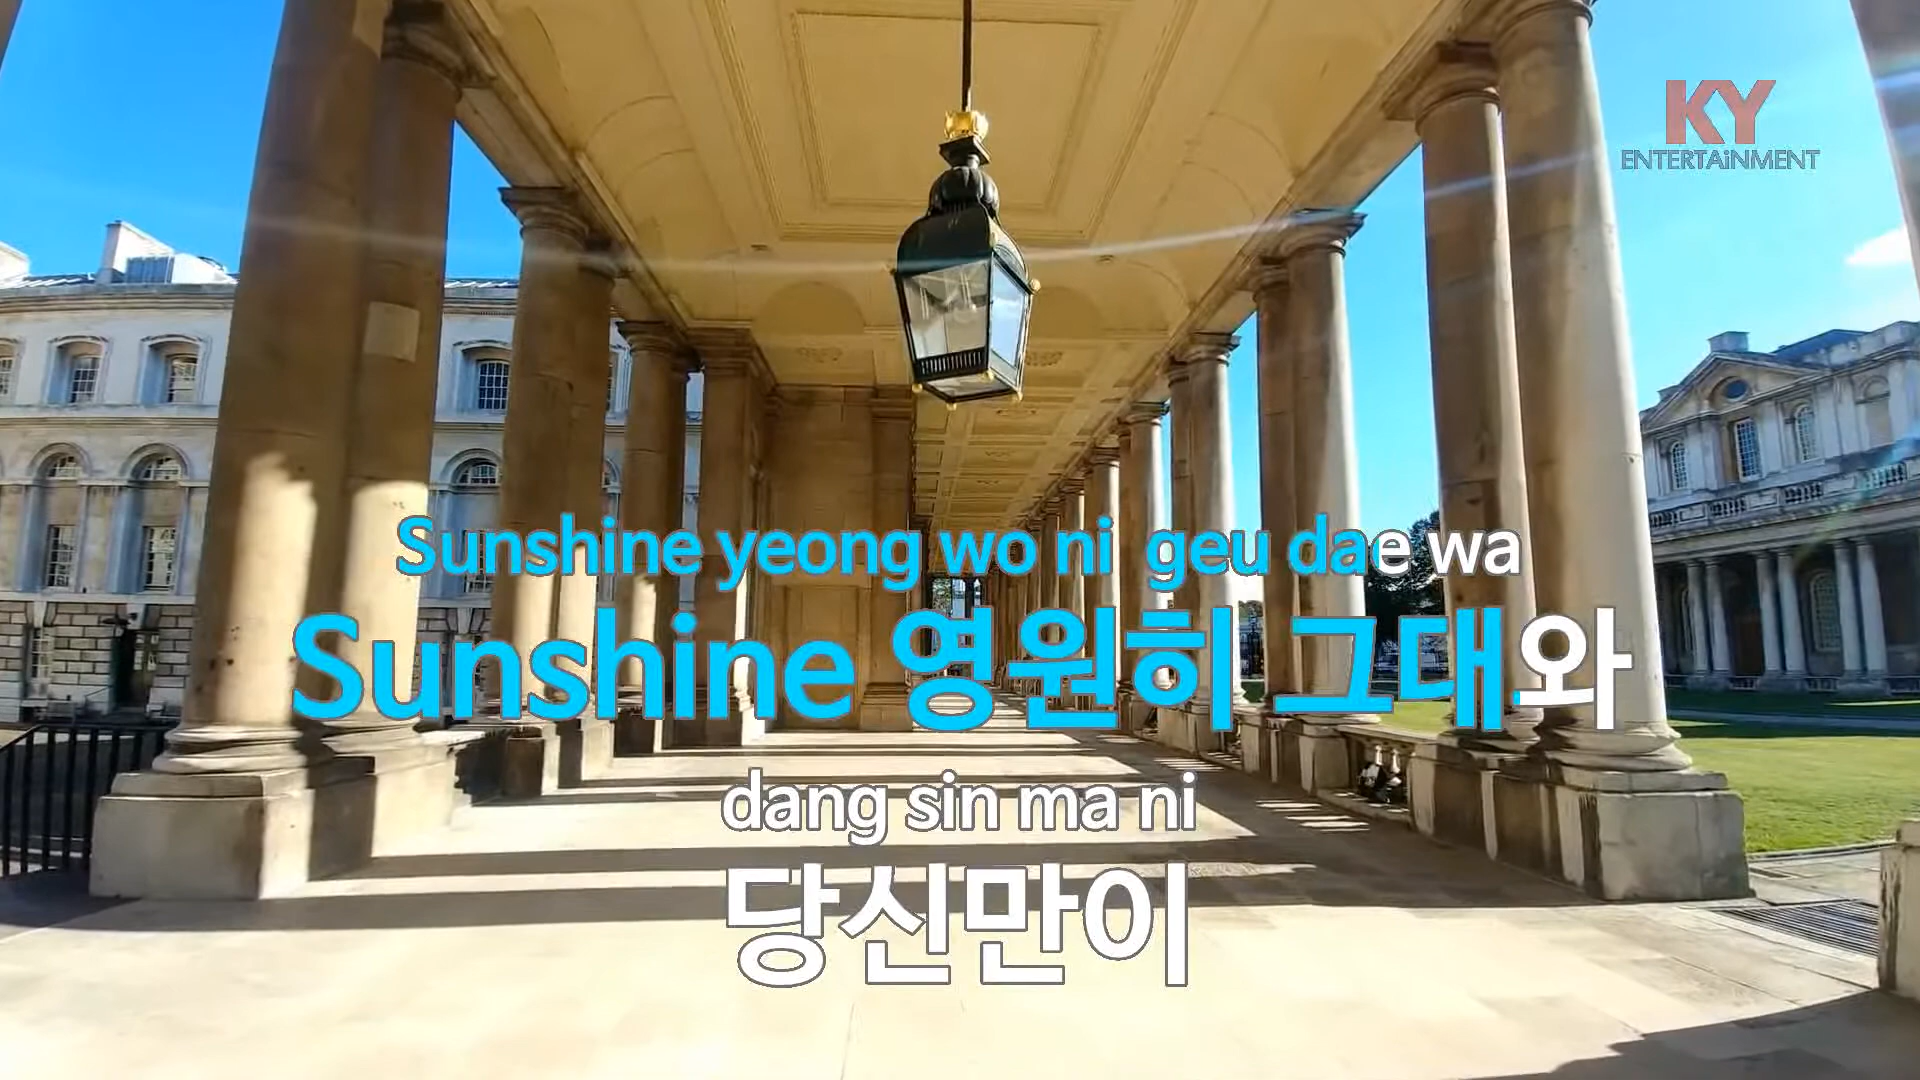 KY
ENTERTAiNMENT
Sunshine yeong wo ni geu dae wa
Sunshine 영원히 그대와
dang sin ma ni
당신만이